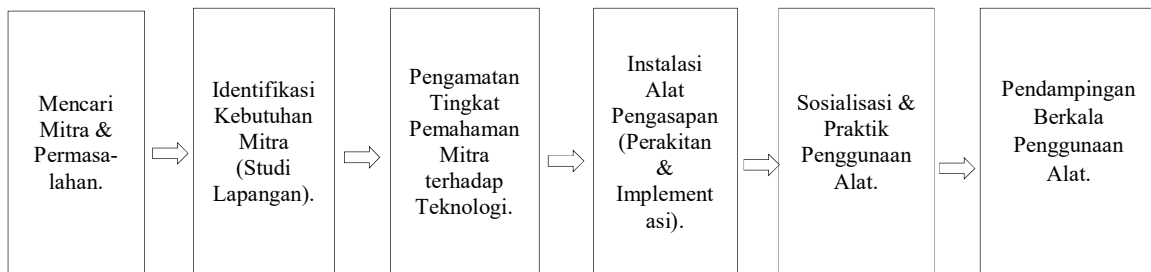 Mencari
Mitra &
Permasa-
lahan.
Identifikasi
Kebutuhan
Mitra
(Studi
Lapangan).
Pengamatan
Tingkat
Pemahaman
Mitra
terhadap
Teknologi.
Instalasi
Alat
Pengasapan
(Perakitan
&
Implement
asi).
Sosialisasi &
Praktik
Penggunaan
Alat.
Pendampingan
Berkala
Penggunaan
Alat.